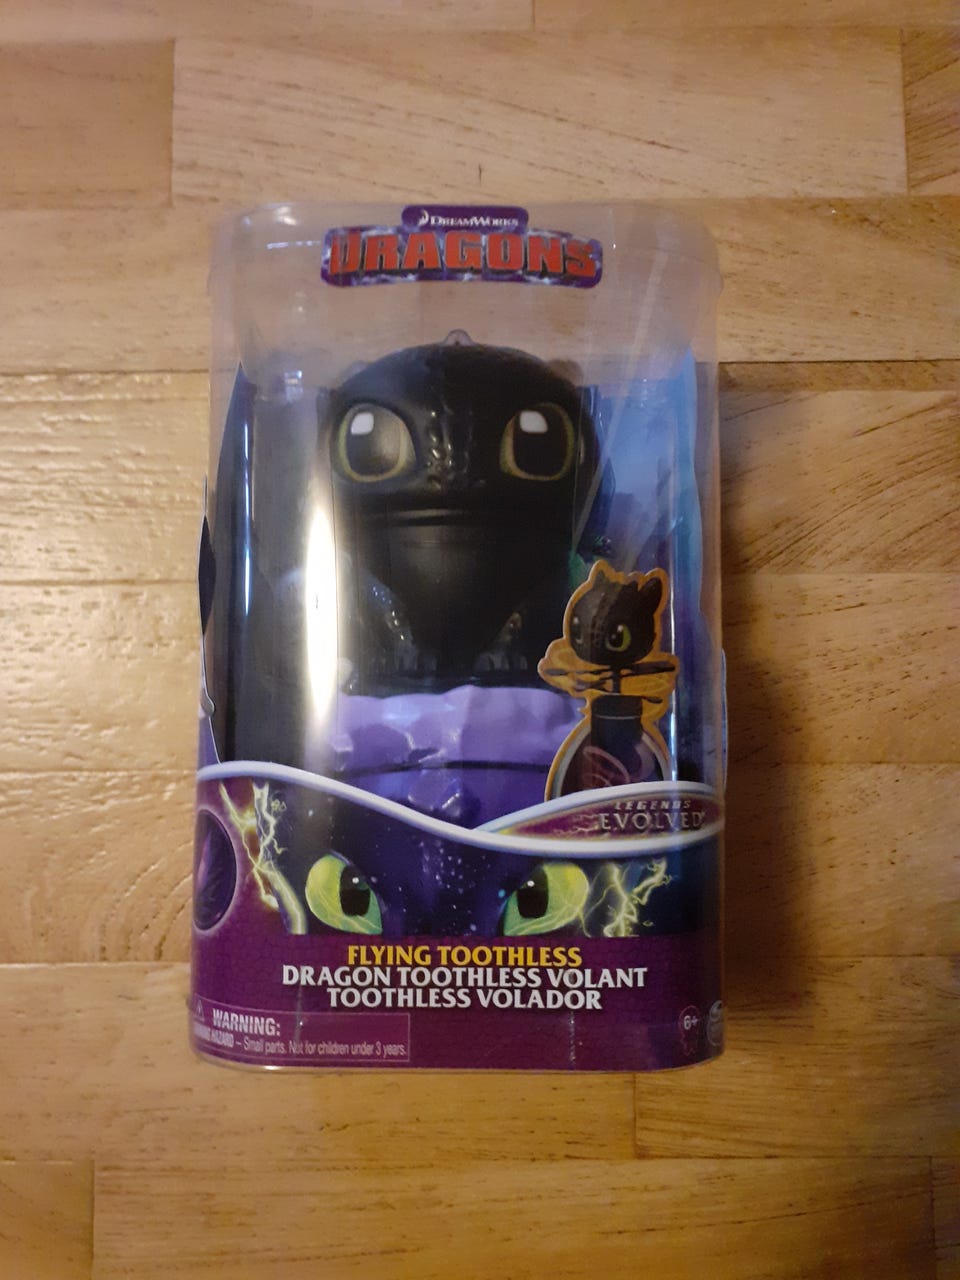 DREAMWORKS
DRAGONS
LEGENDS
EVOLVED
FLYING TOOTHLESS
DRAGON TOOTHLESS VOLANT
TOOTHLESS VOLADOR
WARNING:
HAZARD – Small parts. Not for children under 3 years.
6+